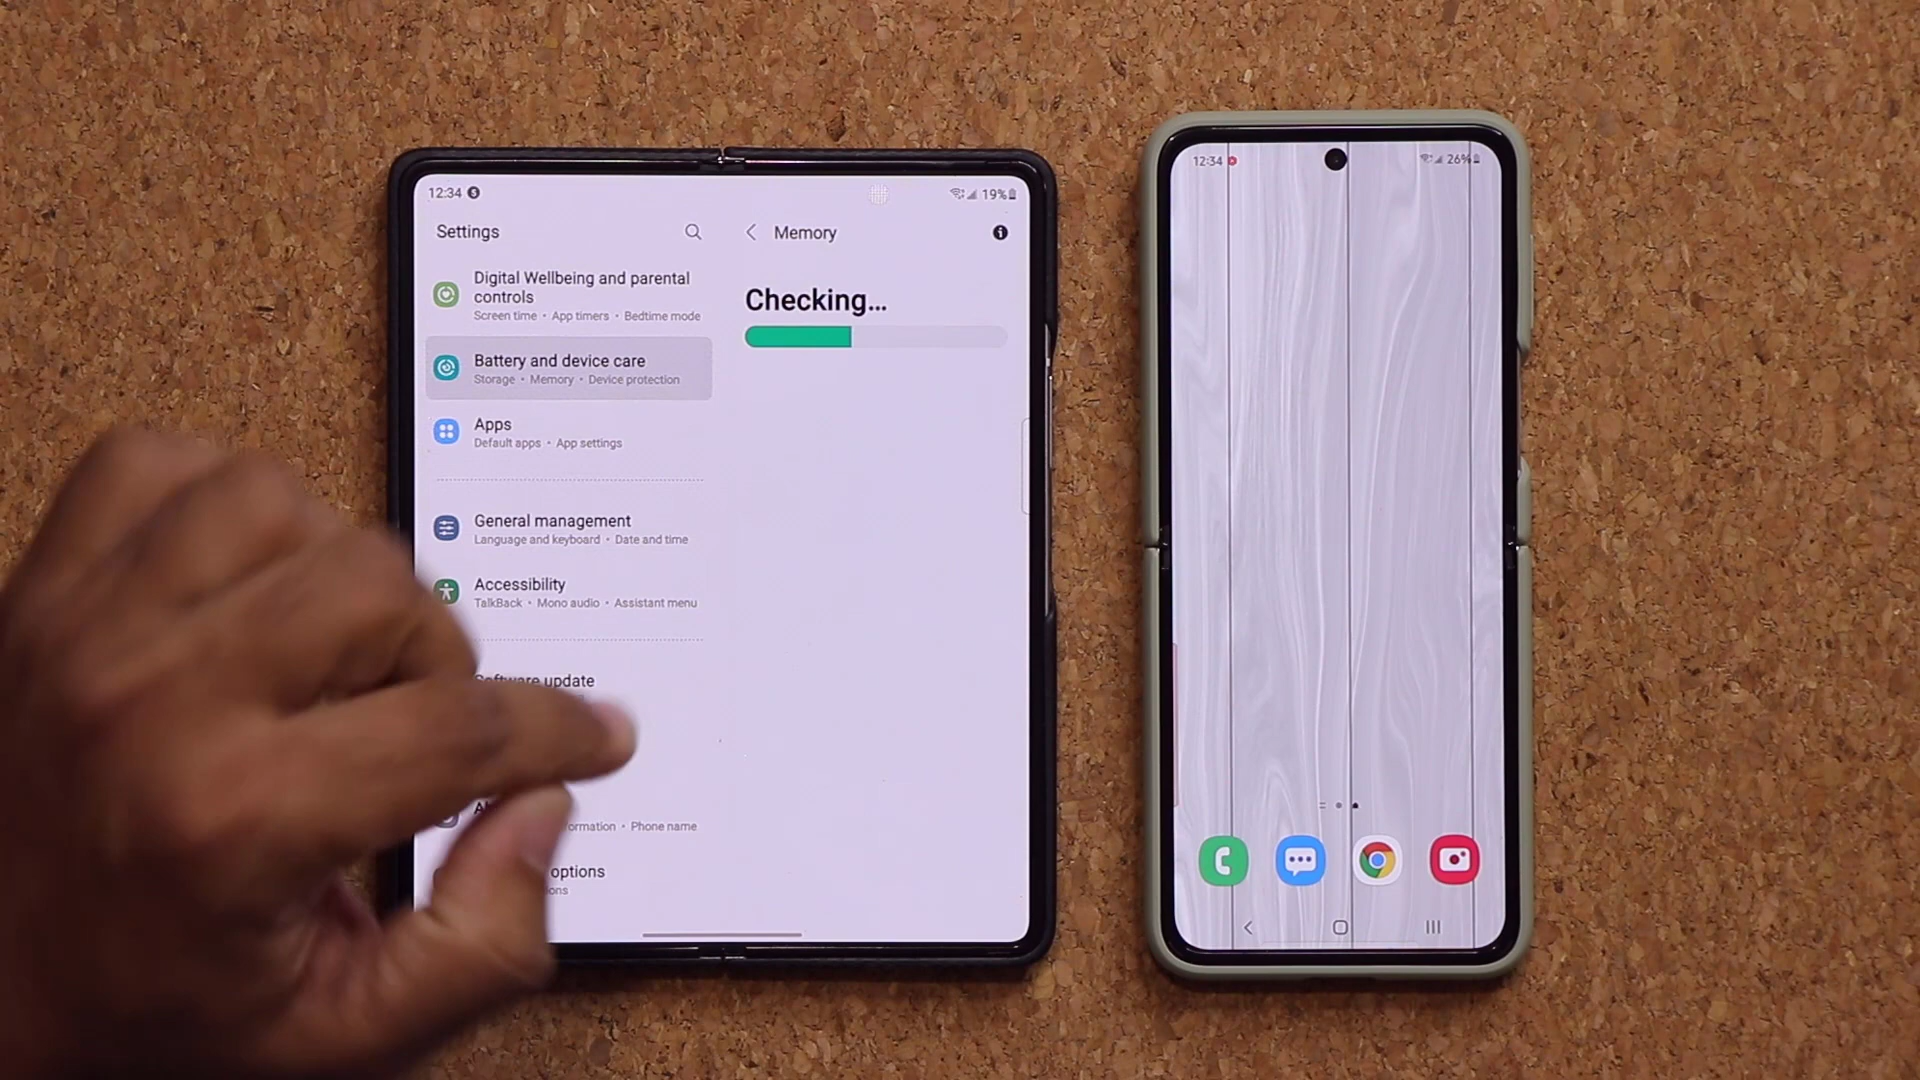 12:34
19%
Settings
Digital Wellbeing and parental
controls
Screen time • App timers • Bedtime mode
Battery and device care
Storage • Memory • Device protection
Apps
Default apps • App settings
General management
Language and keyboard • Date and time
Accessibility
TalkBack • Mono audio • Assistant menu
Software update
Phone name
options
Memory
Checking...
12:34
26%